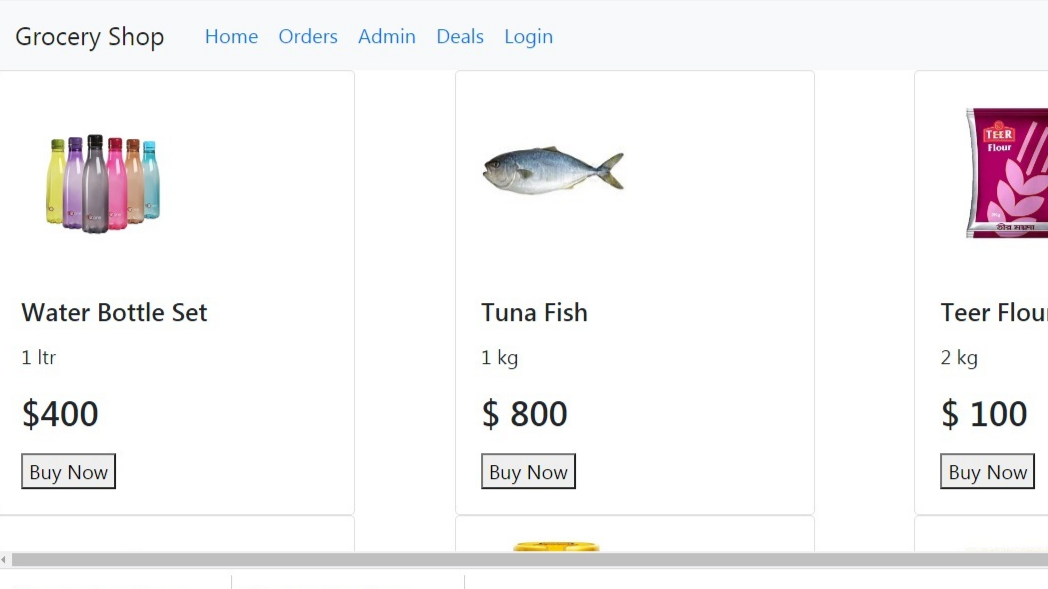 Grocery Shop
Home Orders Admin Deals Login
TEER
Flour
তীর ময়দা
Water Bottle Set
1 ltr
$400
Buy Now
Tuna Fish
1 kg
$ 800
Buy Now
Teer Flou
2 kg
$ 100
Buy Now